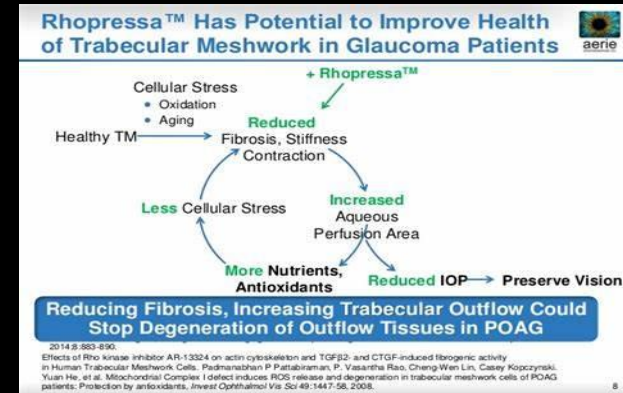 Rhopressa™ Has Potential to Improve Health
of Trabecular Meshwork in Glaucoma Patients
aerie
+ Rhopressa™
Cellular Stress
• Oxidation
• Aging
Healthy TM
Reduced
Fibrosis, Stiffness
Contraction
Increased
Aqueous
Perfusion Area
Less Cellular Stress
More Nutrients,
Antioxidants
Reduced IOP
Preserve Vision
Reducing Fibrosis, Increasing Trabecular Outflow Could
Stop Degeneration of Outflow Tissues in POAG
2014;8:883-890.
Effects of Rho kinase inhibitor AR-13324 on actin cytoskeleton and TGFβ2- and CTGF-induced fibrogenic activity
in Human Trabecular Meshwork Cells. Padmanabhan P Pattabiraman, P. Vasantha Rao, Cheng-Wen Lin, Casey Kopczynski.
Yuan He, et al. Mitochondrial Complex I defect induces ROS release and degeneration in trabecular meshwork cells of POAG
patients: Protection by antioxidants, Invest Ophthalmol Vis Sci 49:1447-58, 2008.
8